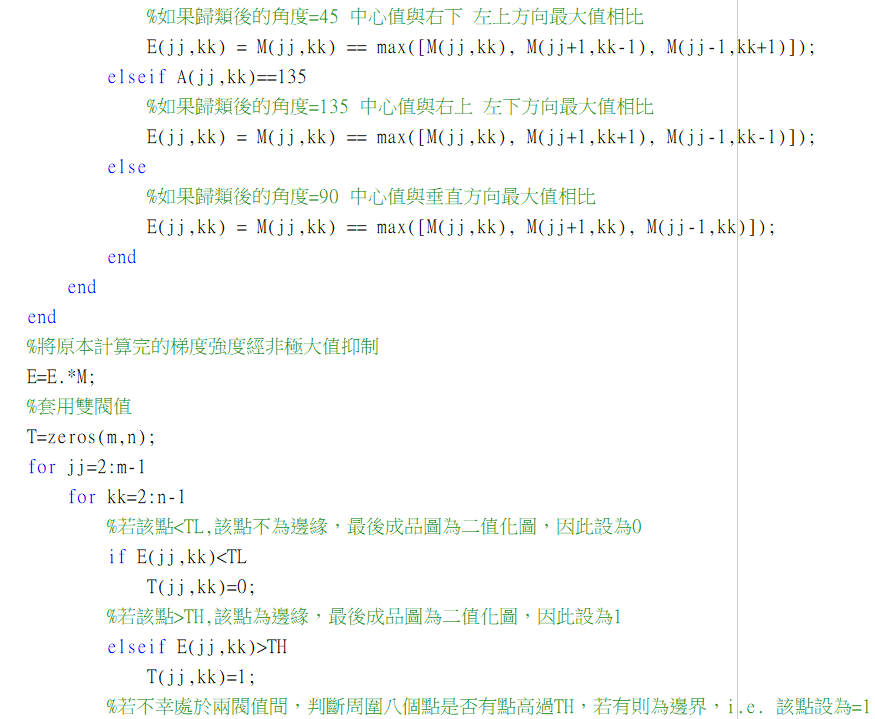 %如果歸類後的角度=45 中心值與右下 左上方向最大值相比
E(jj,kk) = M(jj,kk) == max([M(jj,kk), M(jj+1,kk-1), M(jj-1,kk+1)]);
elseif A(jj,kk)==135
%如果歸類後的角度=135 中心值與右上 左下方向最大值相比
E(jj,kk) = M(jj,kk) == max([M(jj,kk), M(jj+1,kk+1), M(jj-1,kk-1)]);
else
%如果歸類後的角度=90 中心值與垂直方向最大值相比
E(jj,kk) = M(jj,kk) == max([M(jj,kk), M(jj+1,kk), M(jj-1,kk)]);
end
end
end
%將原本計算完的梯度強度經非極大值抑制
E=E.*M;
%套用雙閥值
T=zeros(m,n);
for jj=2:m-1
for kk=2:n-1
%若該點<TL,該點不為邊緣，最後成品圖為二值化圖，因此設為0
if E(jj,kk)<TL
T(jj,kk)=0;
%若該點>TH,該點為邊緣，最後成品圖為二值化圖，因此設為1
elseif E(jj,kk)>TH
T(jj,kk)=1;
%若不幸處於兩閥值間，判斷周圍八個點是否有點高過TH，若有則為邊界，i.e. 該點設為=1